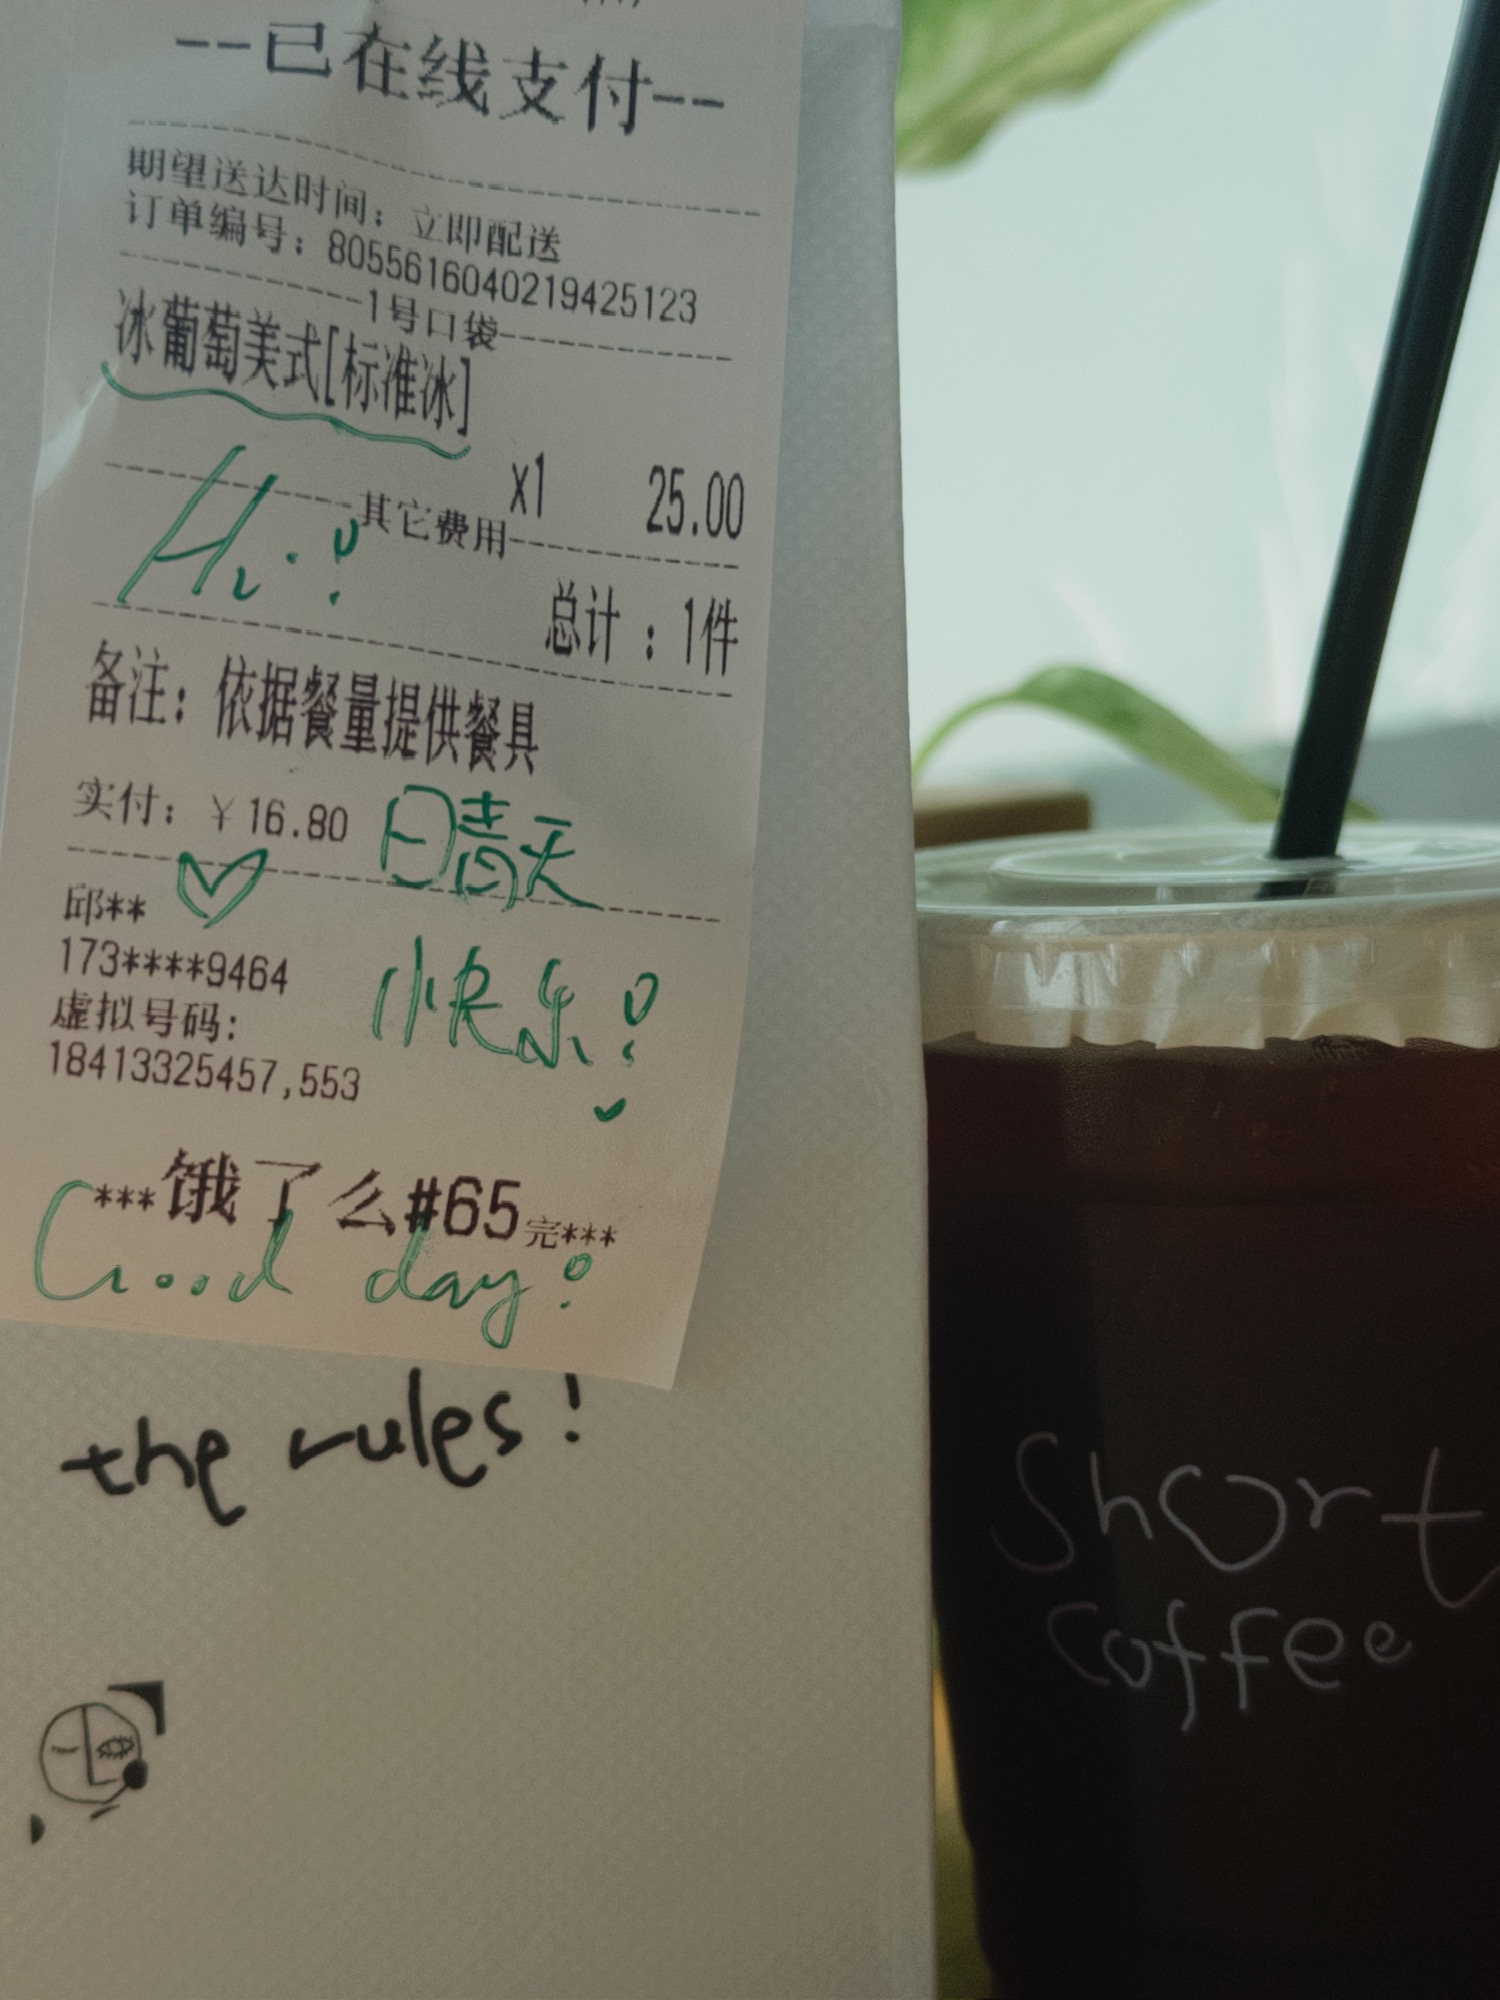 --已在线支付--
期望送达时间：立即配送
订单编号：8055616040219425123
1号口袋
冰葡萄美式[标准冰]
x1 25.00
其它费用
Hi!
总计：1件
备注：依据餐量提供餐具
实付：￥16.80
晴天
邱**
173****9464
快乐!
虚拟号码:
18413325457,553
***饿了么#65完***
Good day!
the rules!
Short
coffee